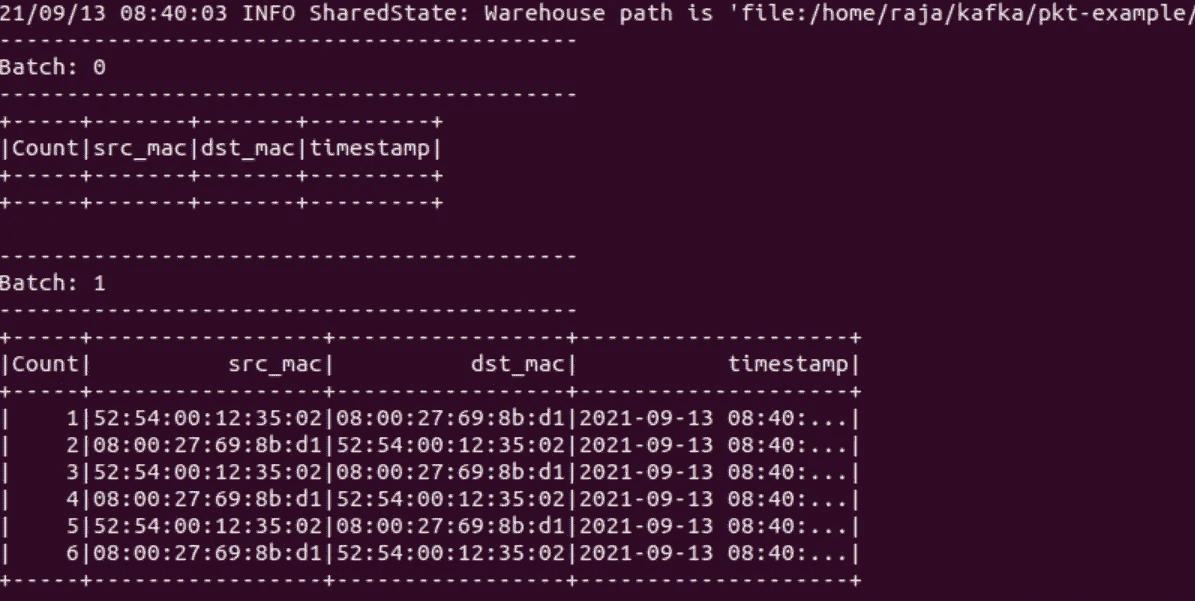 21/09/13 08:40:03 INFO SharedState: Warehouse path is 'file:/home/raja/kafka/pkt-example/
-------------------------------------------
Batch: 0
-------------------------------------------
+-----+-------+-------+---------+
|Count|src_mac|dst_mac|timestamp|
+-----+-------+-------+---------+
+-----+-------+-------+---------+
-------------------------------------------
Batch: 1
-------------------------------------------
+-----+-----------------+-----------------+--------------------+
|Count|          src_mac|          dst_mac|           timestamp|
+-----+-----------------+-----------------+--------------------+
|    1|52:54:00:12:35:02|08:00:27:69:8b:d1|2021-09-13 08:40:...|
|    2|08:00:27:69:8b:d1|52:54:00:12:35:02|2021-09-13 08:40:...|
|    3|52:54:00:12:35:02|08:00:27:69:8b:d1|2021-09-13 08:40:...|
|    4|08:00:27:69:8b:d1|52:54:00:12:35:02|2021-09-13 08:40:...|
|    5|52:54:00:12:35:02|08:00:27:69:8b:d1|2021-09-13 08:40:...|
|    6|08:00:27:69:8b:d1|52:54:00:12:35:02|2021-09-13 08:40:...|
+-----+-----------------+-----------------+--------------------+